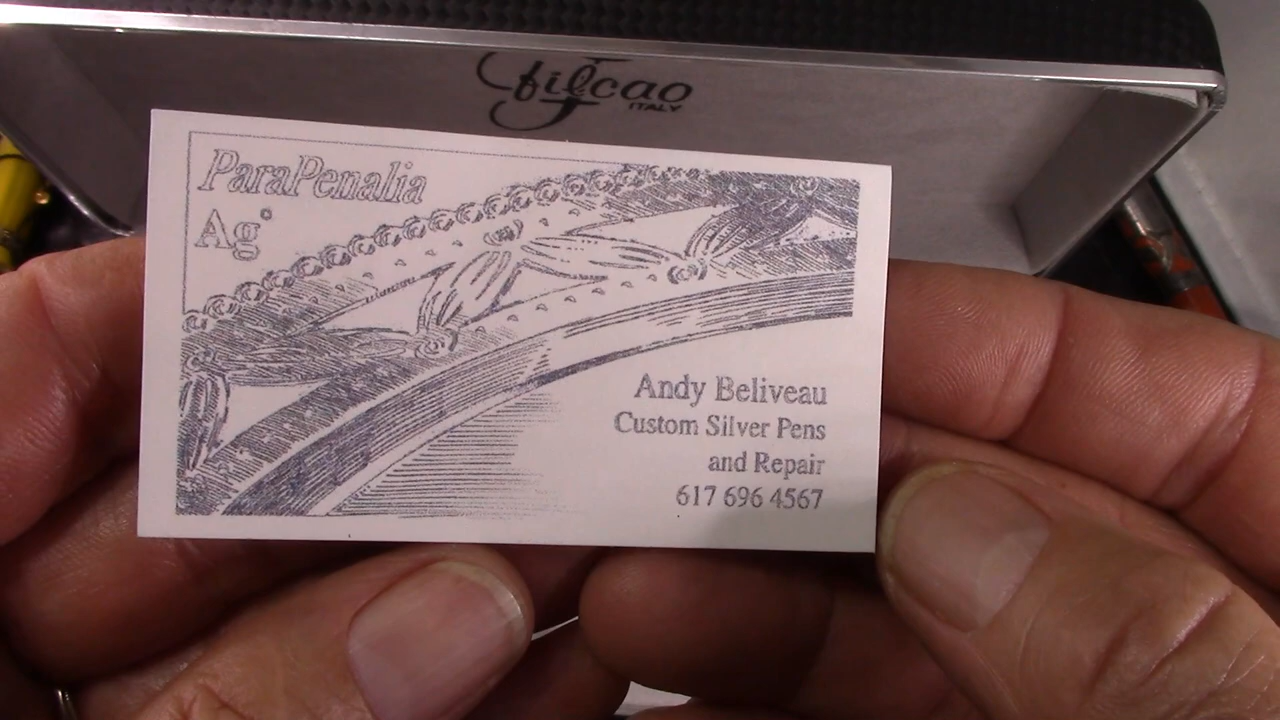 filcao
ITALY
ParaPenalia
Ag°
Andy Beliveau
Custom Silver Pens
and Repair
617 696 4567